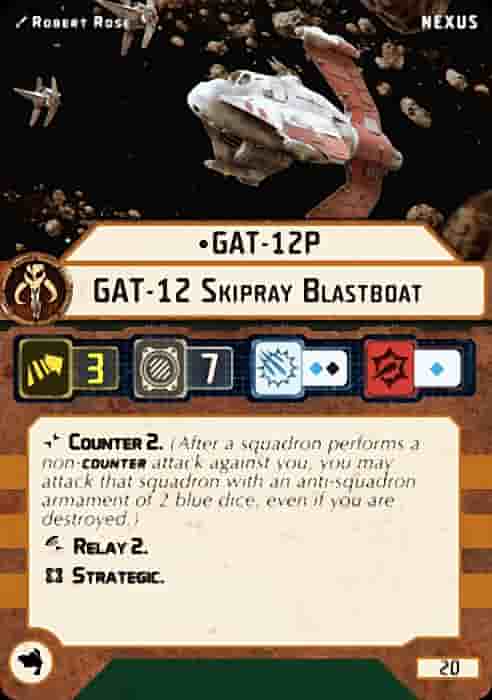 Robert Rose
NEXUS
•GAT-12P
GAT-12 Skipray Blastboat
3
7
Counter 2. (After a squadron performs a
non-counter attack against you, you may
attack that squadron with an anti-squadron
armament of 2 blue dice, even if you are
destroyed.)
Relay 2.
Strategic.
20